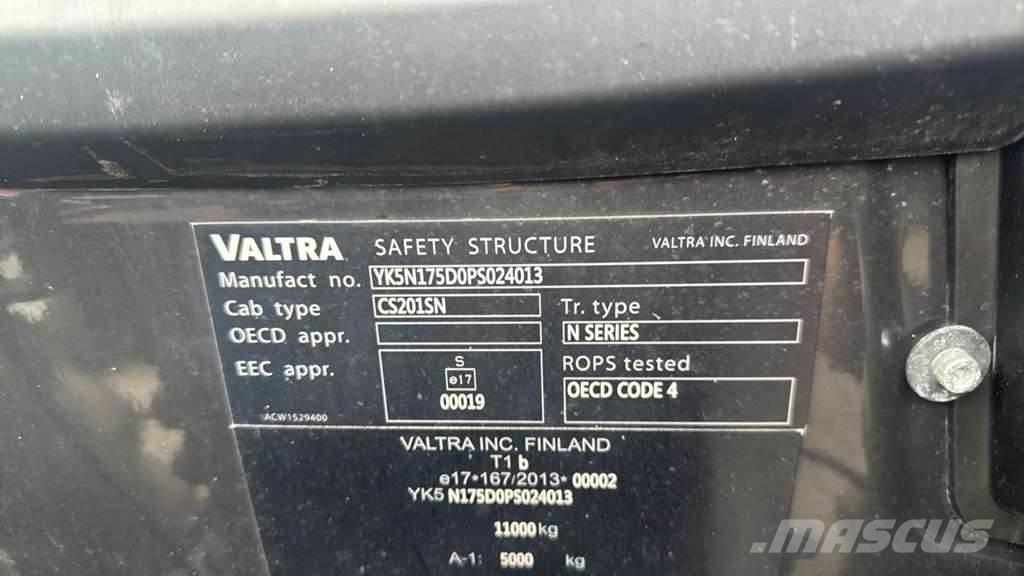 VALTRA SAFETY STRUCTURE VALTRA INC. FINLAND
Manufact no. YK5N175D0PS024013
Cab type CS201SN Tr. type
OECD appr. N SERIES
EEC appr. S ROPS tested
e17
00019 OECD CODE 4
ACW1529400
VALTRA INC. FINLAND
T1 b
e17*167/2013*00002
YK5 N175D0PS024013
11000 kg
A-1: 5000 kg
MASCUS